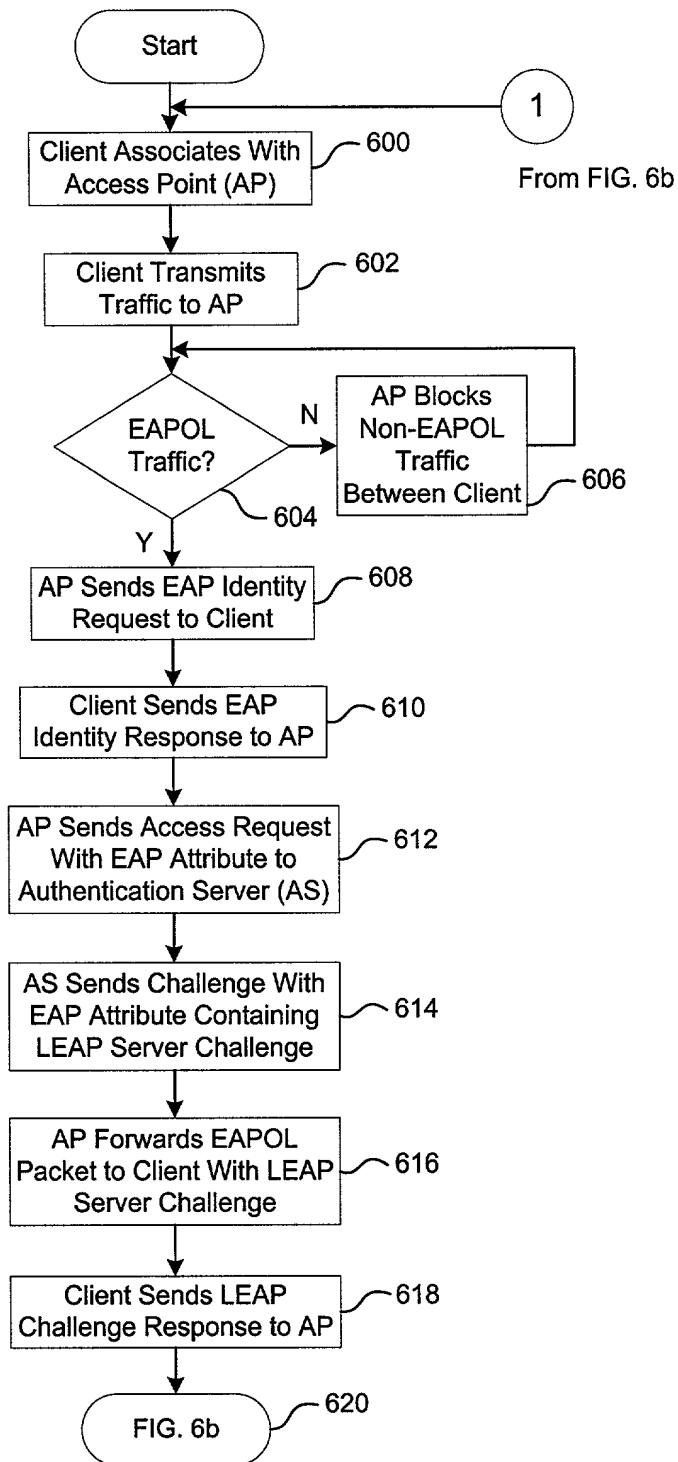 Start
1
From FIG. 6b
Client Associates With
Access Point (AP)
600
Client Transmits
Traffic to AP
602
EAPOL
Traffic?
604
N
AP Blocks
Non-EAPOL
Traffic
Between Client
606
Y
AP Sends EAP Identity
Request to Client
608
Client Sends EAP
Identity Response to AP
610
AP Sends Access Request
With EAP Attribute to
Authentication Server (AS)
612
AS Sends Challenge With
EAP Attribute Containing
LEAP Server Challenge
614
AP Forwards EAPOL
Packet to Client With LEAP
Server Challenge
616
Client Sends LEAP
Challenge Response to AP
618
FIG. 6b
620